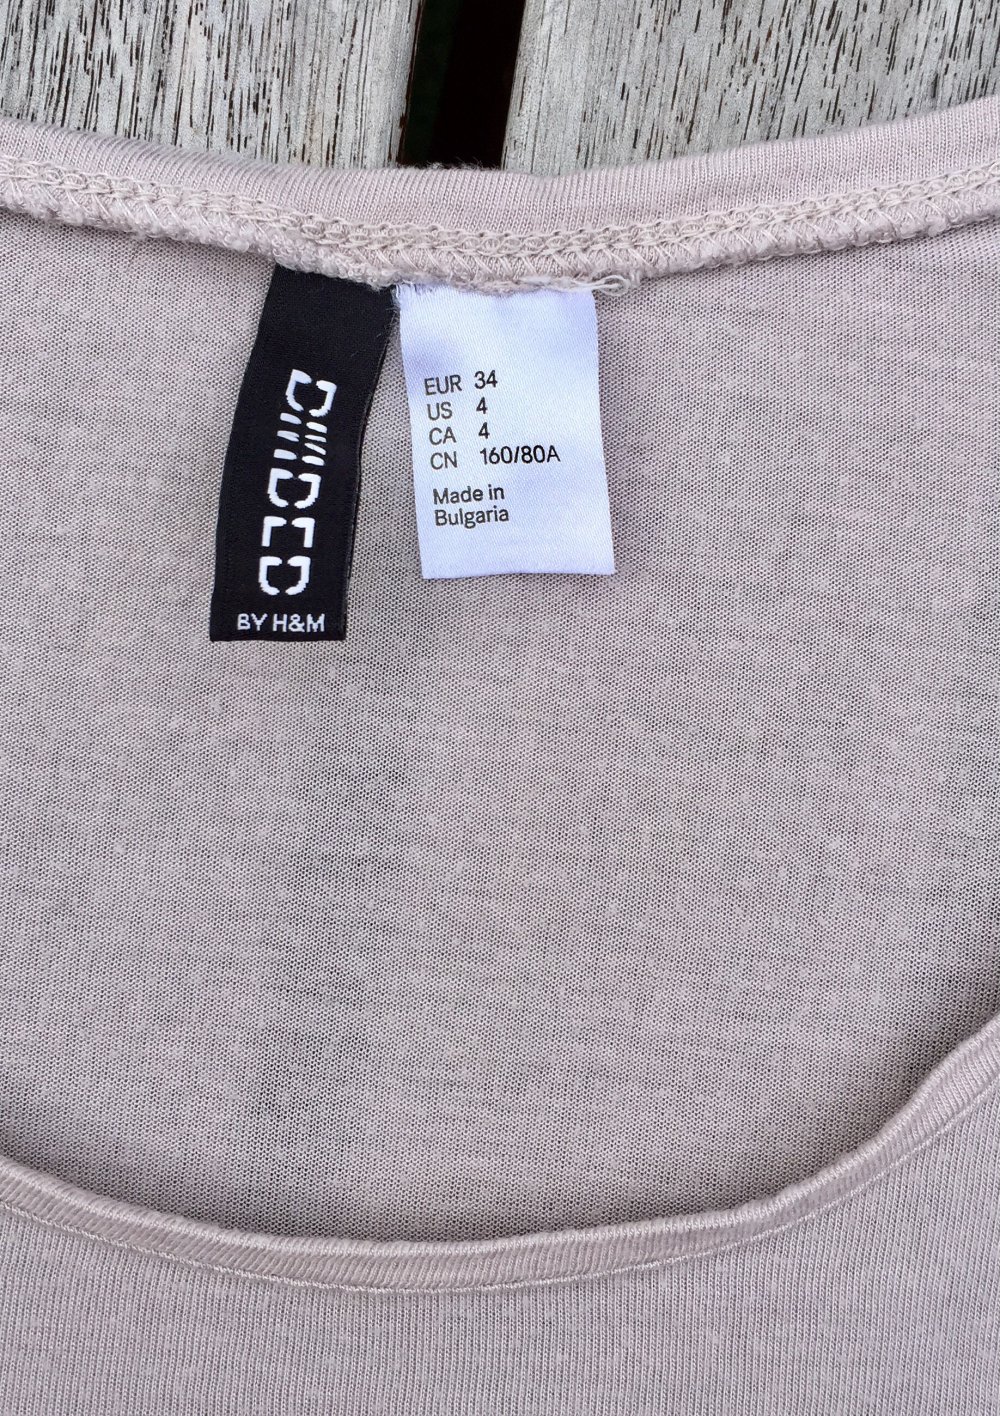 DIVIDED
BY H&M
EUR 34
US 4
CA 4
CN 160/80A
Made in
Bulgaria